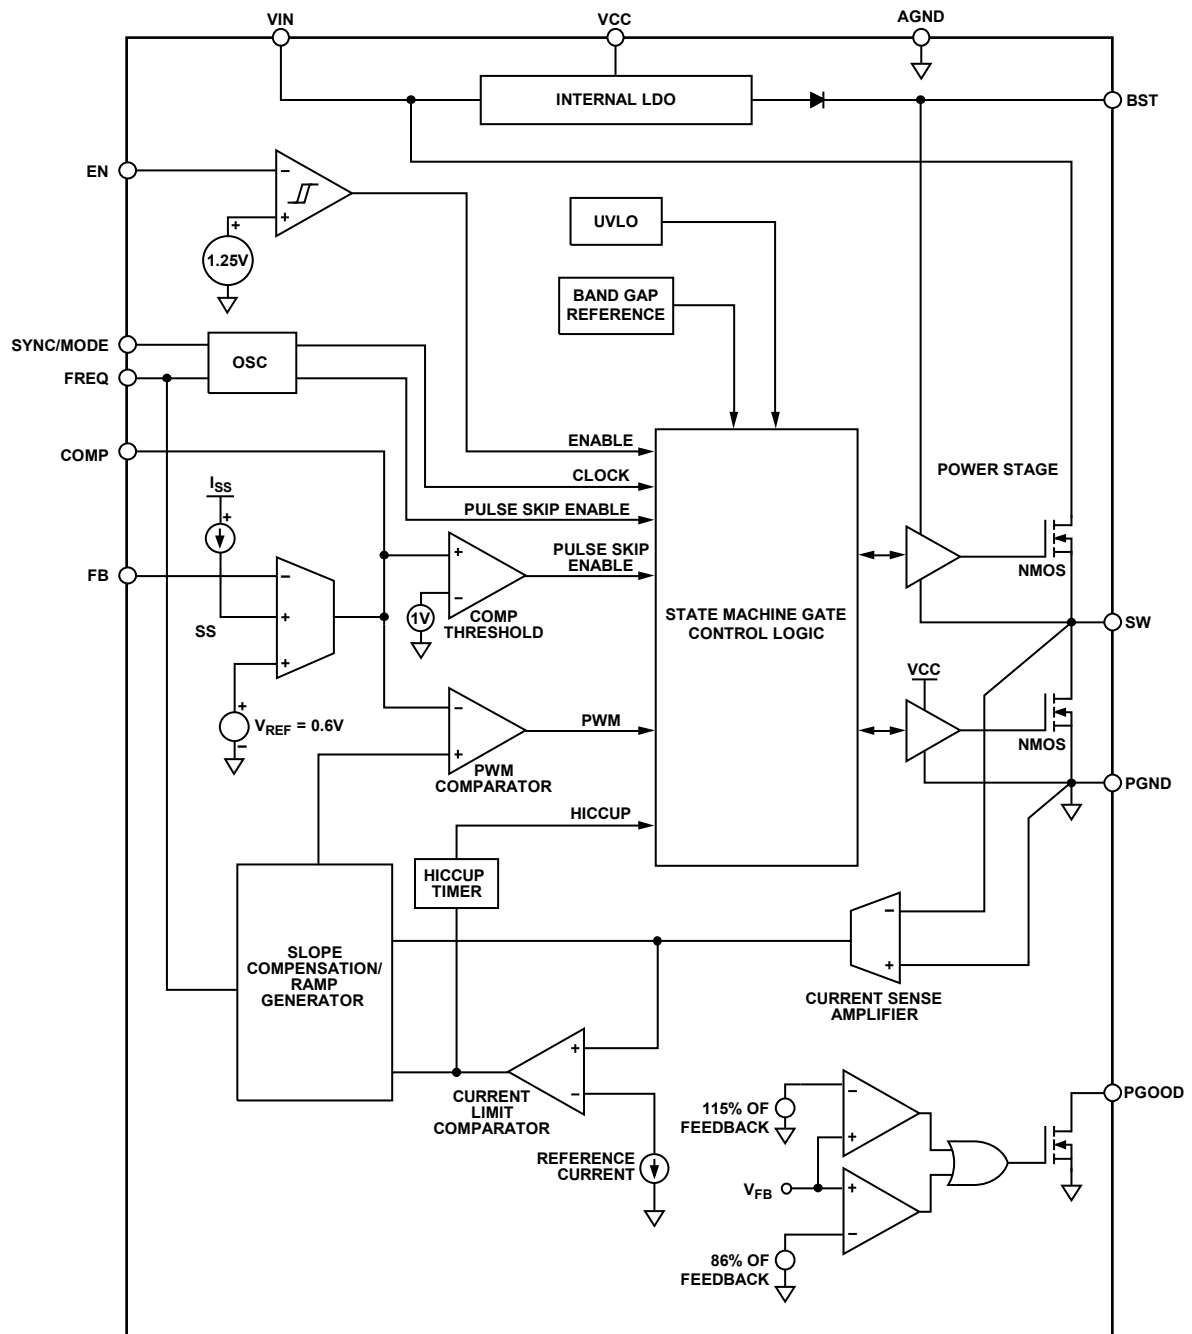 VIN
VCC
AGND
INTERNAL LDO
BST
EN
−
+
+
1.25V
UVLO
BAND GAP
REFERENCE
SYNC/MODE
OSC
FREQ
COMP
ENABLE
CLOCK
PULSE SKIP ENABLE
PULSE SKIP
ENABLE
POWER STAGE
ISS
+
FB
−
+
SS
+
+
−
VREF = 0.6V
+
−
1V
COMP
THRESHOLD
STATE MACHINE GATE
CONTROL LOGIC
NMOS
SW
VCC
NMOS
−
+
PWM
PWM
COMPARATOR
PGND
HICCUP
HICCUP
TIMER
SLOPE
COMPENSATION/
RAMP
GENERATOR
−
+
CURRENT SENSE
AMPLIFIER
+
−
CURRENT
LIMIT
COMPARATOR
REFERENCE
CURRENT
115% OF
FEEDBACK
−
+
PGOOD
VFB
+
−
86% OF
FEEDBACK